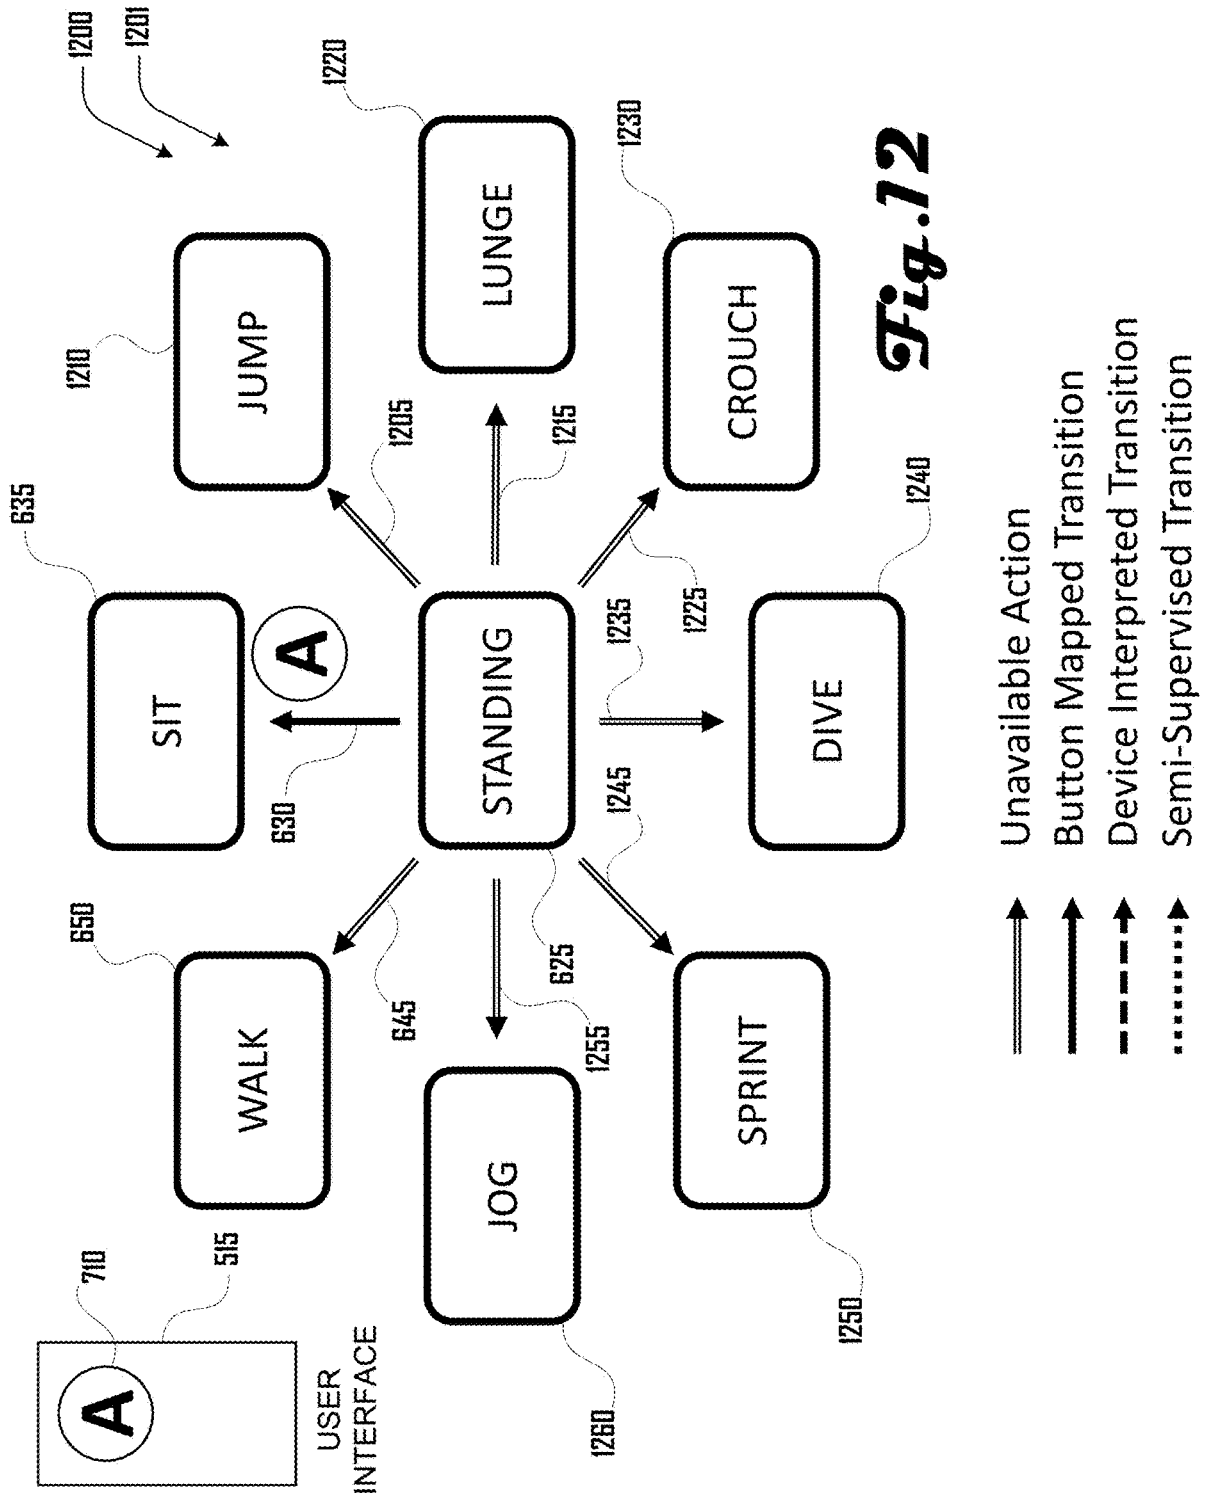 635
710
650
1210
1200
1201
A
SIT
515
WALK
JUMP
630
A
USER
INTERFACE
1220
645
1205
JOG
STANDING
LUNGE
625
1215
1260
1255
1245
1235
1230
1225
SPRINT
CROUCH
DIVE
1250
1240
Fig.12
Unavailable Action
Button Mapped Transition
Device Interpreted Transition
Semi-Supervised Transition